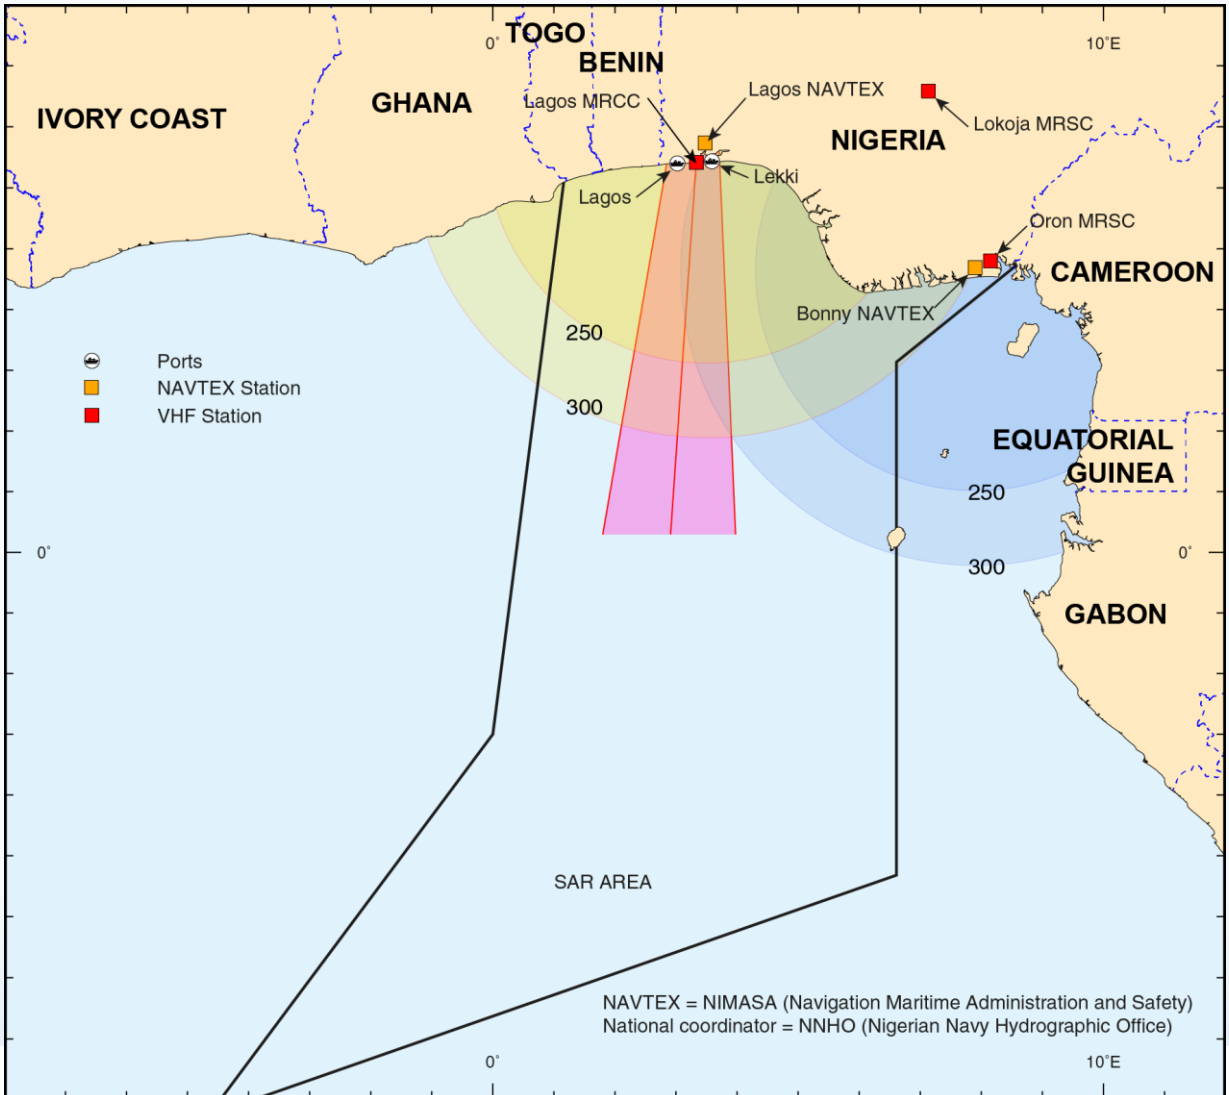 TOGO
0°
10°E
BENIN
Lagos NAVTEX
IVORY COAST
GHANA
Lagos MRCC
Lokoja MRSC
NIGERIA
Lagos
Lekki
Oron MRSC
CAMEROON
Bonny NAVTEX
250
Ports
NAVTEX Station
300
VHF Station
EQUATORIAL
GUINEA
250
0°
0°
300
GABON
SAR AREA
NAVTEX = NIMASA (Navigation Maritime Administration and Safety)
National coordinator = NNHO (Nigerian Navy Hydrographic Office)
0°
10°E